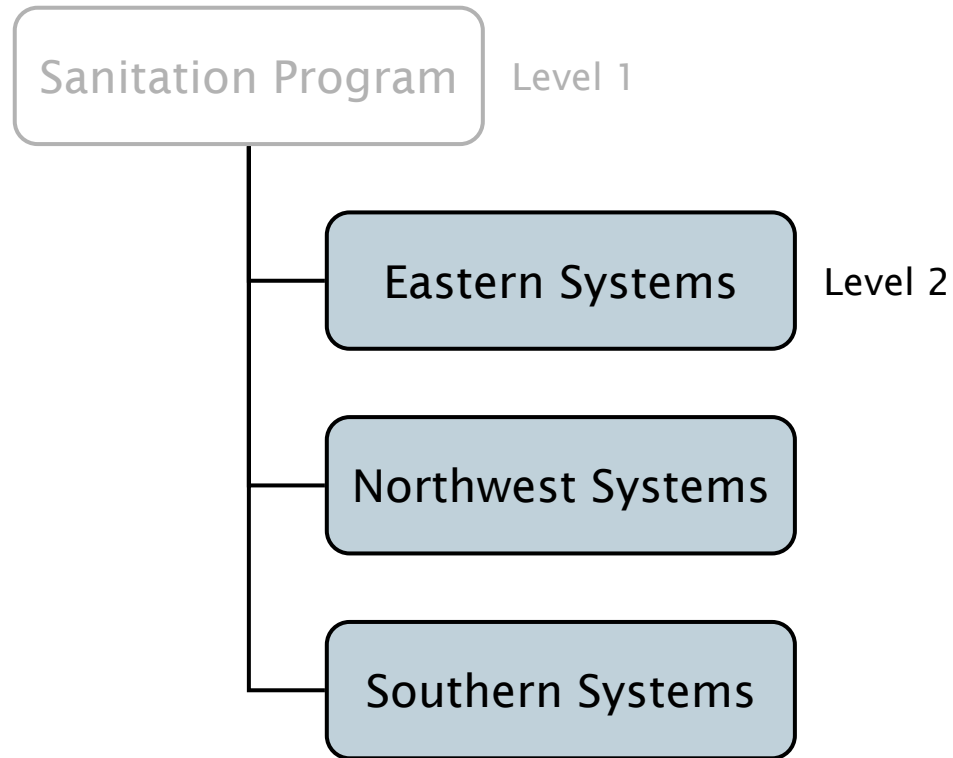 Sanitation Program
Level 1
Eastern Systems
Level 2
Northwest Systems
Southern Systems